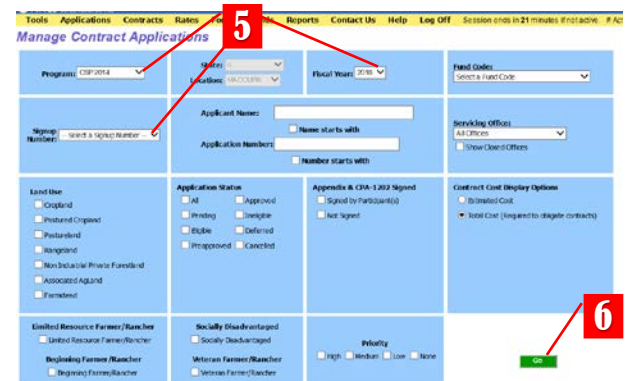 Tools Applications Contracts Rates Reports Contact Us Help Log Off Session ends in 21 minutes if not active.
5
Manage Contract Applications
Program: CSP 2014
State:
Location:
Fiscal Year: 2016
Fund Code:
Select a Fund Code
Signup Number: -- Select a Signup Number --
Applicant Name:
Name starts with
Application Number:
Number starts with
Servicing Office:
All Offices
Show Closed Offices
Land Use
Cropland
Pastured Cropland
Pastureland
Rangeland
Non Industrial Private Forestland
Associated AgLand
Farmstead
Application Status
All Approved
Pending Ineligible
Eligible Deferred
Preapproved Cancelled
Appendix & CPA-1202 Signed
Signed by Participant(s)
Not Signed
Contract Cost Display Options
Estimated Cost
Total Cost (Required to obligate contracts)
Limited Resource Farmer/Rancher
Limited Resource Farmer/Rancher
Beginning Farmer/Rancher
Beginning Farmer/Rancher
Socially Disadvantaged
Socially Disadvantaged
Veteran Farmer/Rancher
Veteran Farmer/Rancher
Priority
High Medium Low None
6
Go